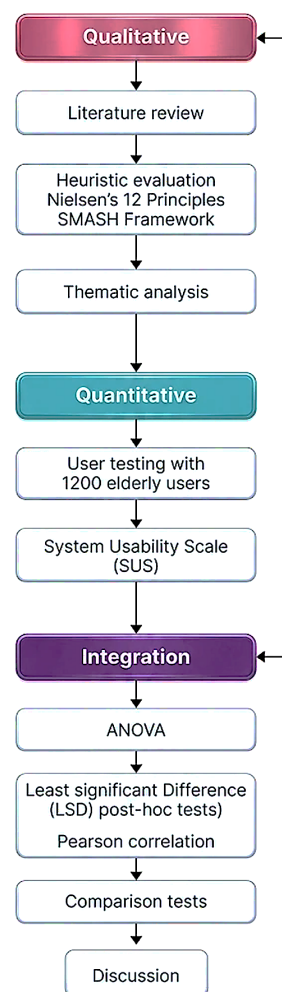 Qualitative
Literature review
Heuristic evaluation
Nielsen's 12 Principles
SMASH Framework
Thematic analysis
Quantitative
User testing with
1200 elderly users
System Usability Scale
(SUS)
Integration
ANOVA
Least significant Difference
(LSD) post-hoc tests)
Pearson correlation
Comparison tests
Discussion